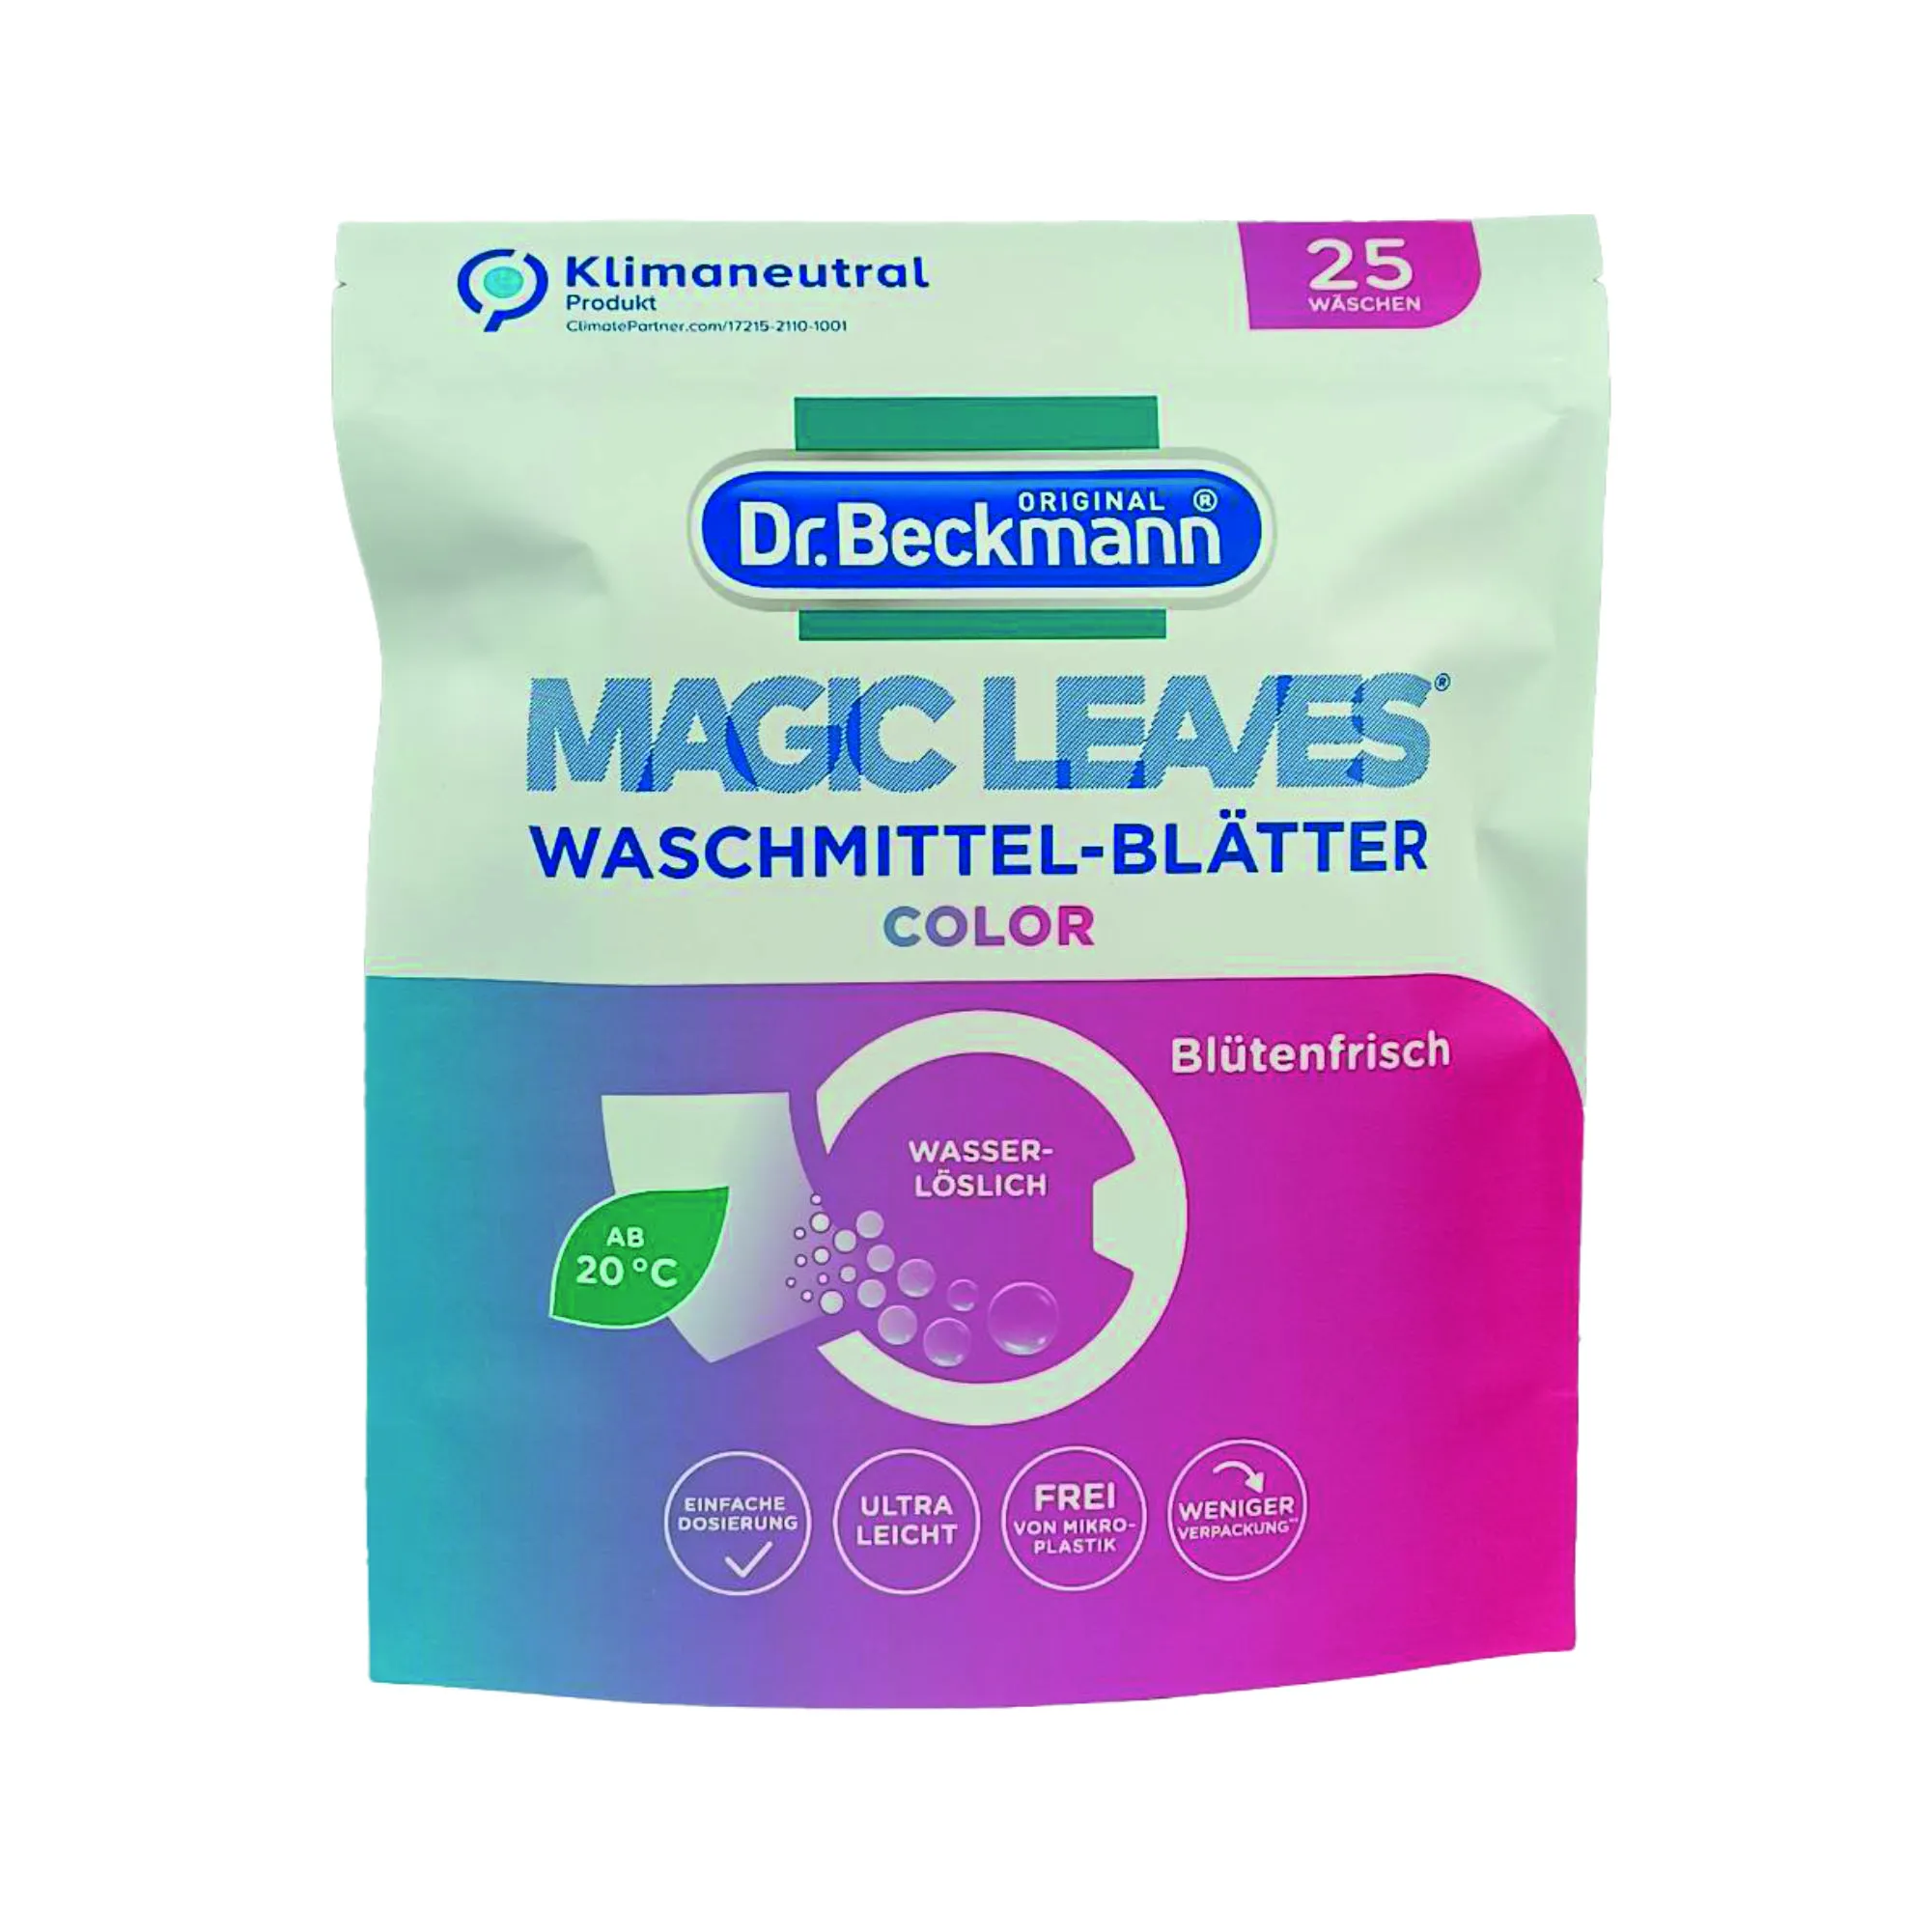 Klimaneutral
Produkt
ClimatePartner.com/17215-2110-1001
25
WÄSCHEN
ORIGINAL ®
Dr.Beckmann
MAGIC LEAVES®
WASCHMITTEL-BLÄTTER
COLOR
Blütenfrisch
WASSER-
LÖSLICH
AB
20 °C
EINFACHE
DOSIERUNG
ULTRA
LEICHT
FREI
VON MIKRO-
PLASTIK
WENIGER
VERPACKUNG**